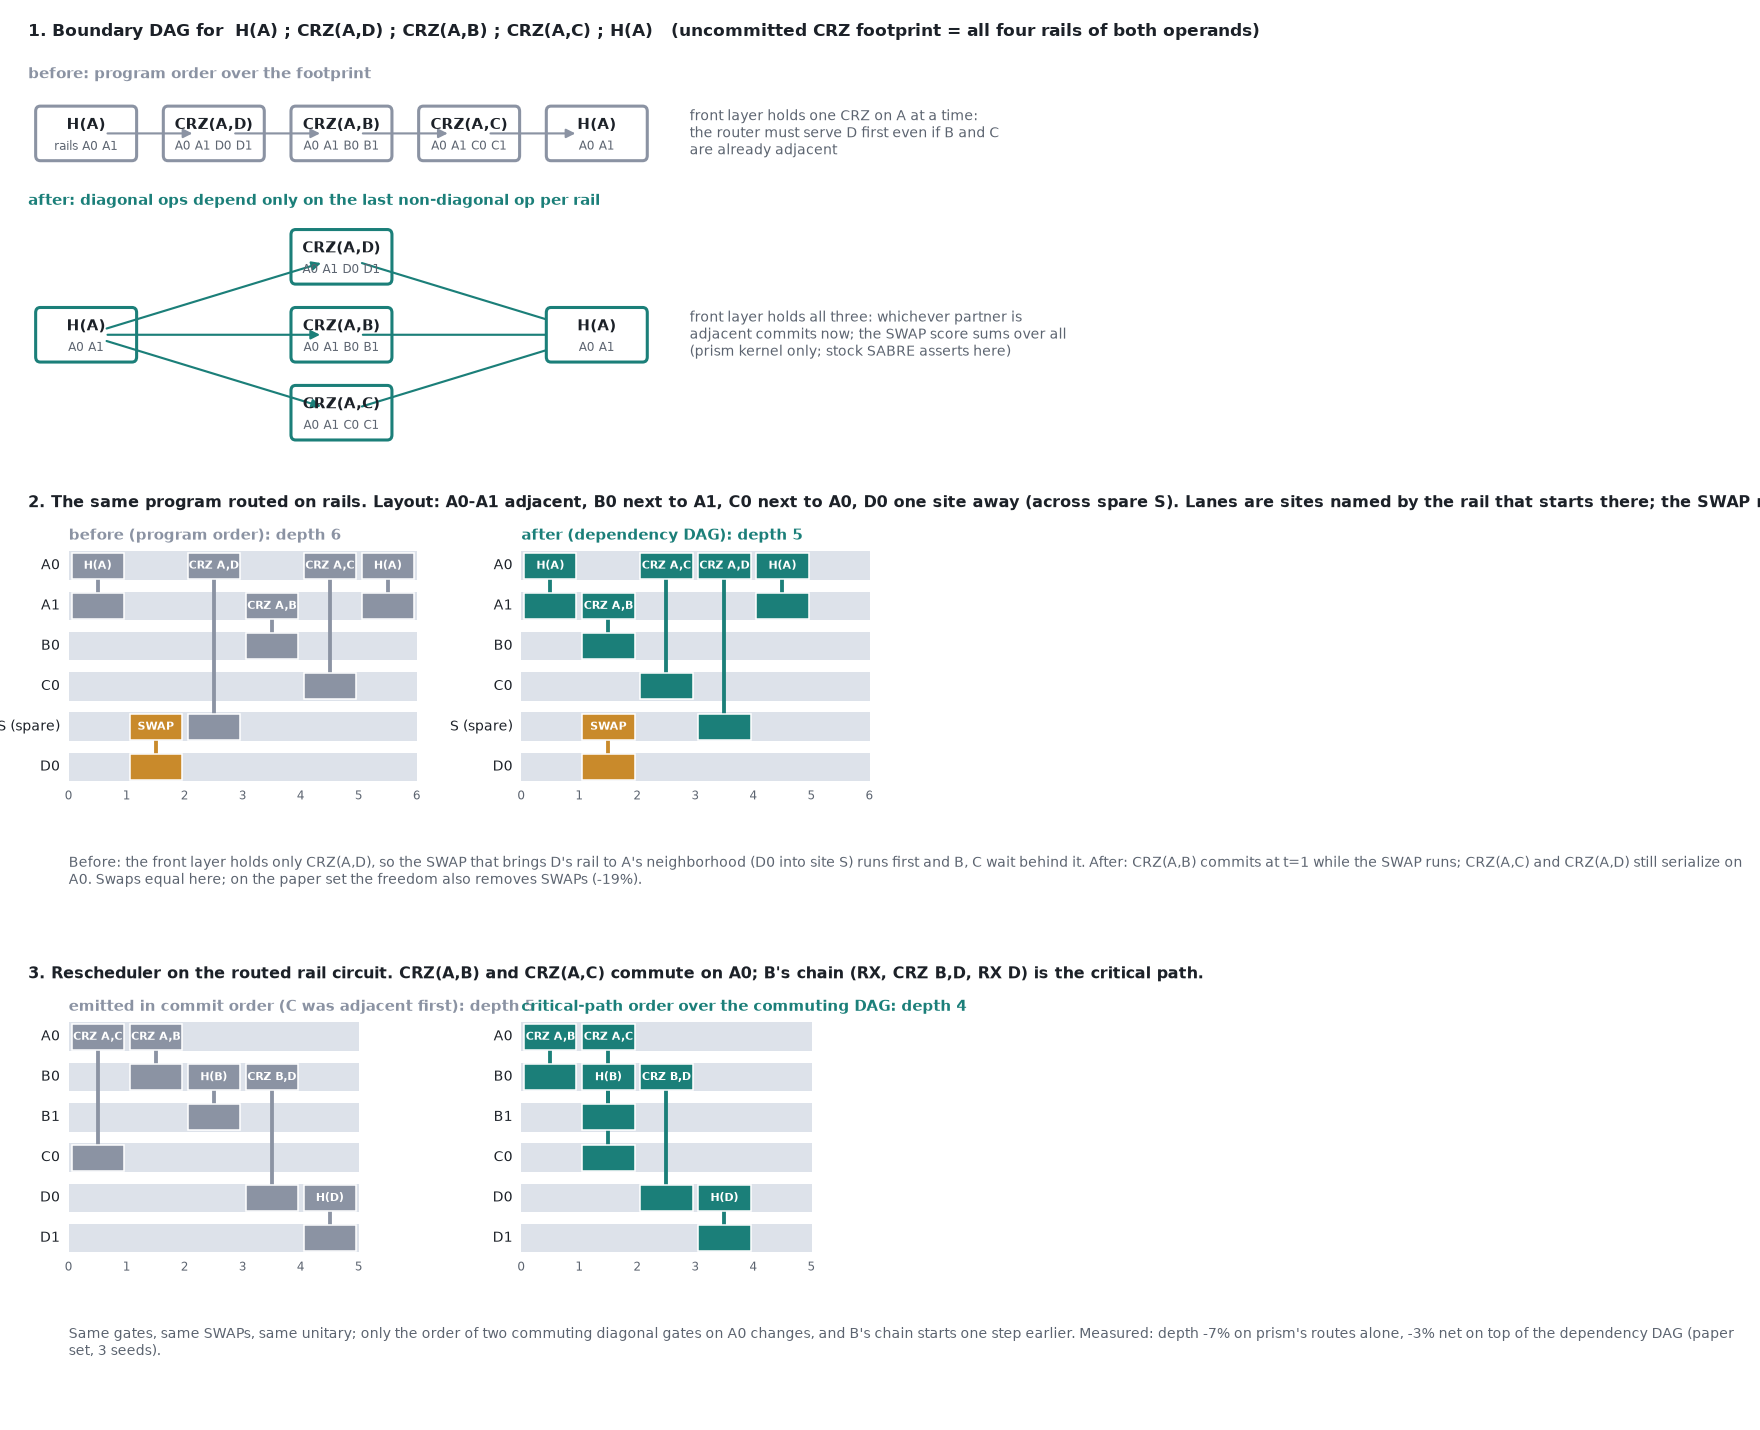 1. Boundary DAG for  H(A) ; CRZ(A,D) ; CRZ(A,B) ; CRZ(A,C) ; H(A)   (uncommitted CRZ footprint = all four rails of both operands)
before: program order over the footprint
H(A) CRZ(A,D) CRZ(A,B) CRZ(A,C) H(A)
rails A0 A1 A0 A1 D0 D1 A0 A1 B0 B1 A0 A1 C0 C1 A0 A1
front layer holds one CRZ on A at a time:
the router must serve D first even if B and C
are already adjacent
after: diagonal ops depend only on the last non-diagonal op per rail
CRZ(A,D)
A0 A1 D0 D1
H(A) CRZ(A,B) H(A)
A0 A1 A0 A1 B0 B1 A0 A1
front layer holds all three: whichever partner is
adjacent commits now; the SWAP score sums over all
(prism kernel only; stock SABRE asserts here)
CRZ(A,C)
A0 A1 C0 C1
2. The same program routed on rails. Layout: A0-A1 adjacent, B0 next to A1, C0 next to A0, D0 one site away (across spare S). Lanes are sites named by the rail that starts there; the SWAP
before (program order): depth 6
A0 H(A) CRZ A,D CRZ A,C H(A)
A1 CRZ A,B
B0
C0
S (spare) SWAP
D0
0 1 2 3 4 5 6
after (dependency DAG): depth 5
A0 H(A) CRZ A,C CRZ A,D H(A)
A1 CRZ A,B
B0
C0
S (spare) SWAP
D0
0 1 2 3 4 5 6
Before: the front layer holds only CRZ(A,D), so the SWAP that brings D's rail to A's neighborhood (D0 into site S) runs first and B, C wait behind it. After: CRZ(A,B) commits at t=1 while the SWAP runs; CRZ(A,C) and CRZ(A,D) still serialize on
A0. Swaps equal here; on the paper set the freedom also removes SWAPs (-19%).
3. Rescheduler on the routed rail circuit. CRZ(A,B) and CRZ(A,C) commute on A0; B's chain (RX, CRZ B,D, RX D) is the critical path.
emitted in commit order (C was adjacent first): depth 5
A0 CRZ A,C CRZ A,B
B0 H(B) CRZ B,D
B1
C0
D0 H(D)
D1
0 1 2 3 4 5
critical-path order over the commuting DAG: depth 4
A0 CRZ A,B CRZ A,C
B0 H(B) CRZ B,D
B1
C0
D0 H(D)
D1
0 1 2 3 4 5
Same gates, same SWAPs, same unitary; only the order of two commuting diagonal gates on A0 changes, and B's chain starts one step earlier. Measured: depth -7% on prism's routes alone, -3% net on top of the dependency DAG (paper
set, 3 seeds).